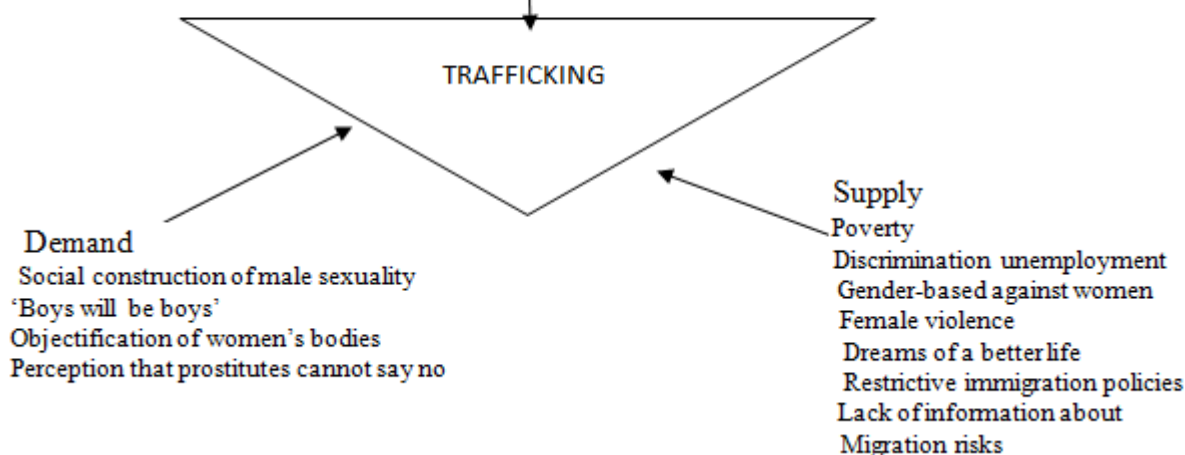 TRAFFICKING
Demand
Social construction of male sexuality
‘Boys will be boys’
Objectification of women’s bodies
Perception that prostitutes cannot say no
Supply
Poverty
Discrimination unemployment
Gender-based against women
Female violence
Dreams of a better life
Restrictive immigration policies
Lack of information about
Migration risks